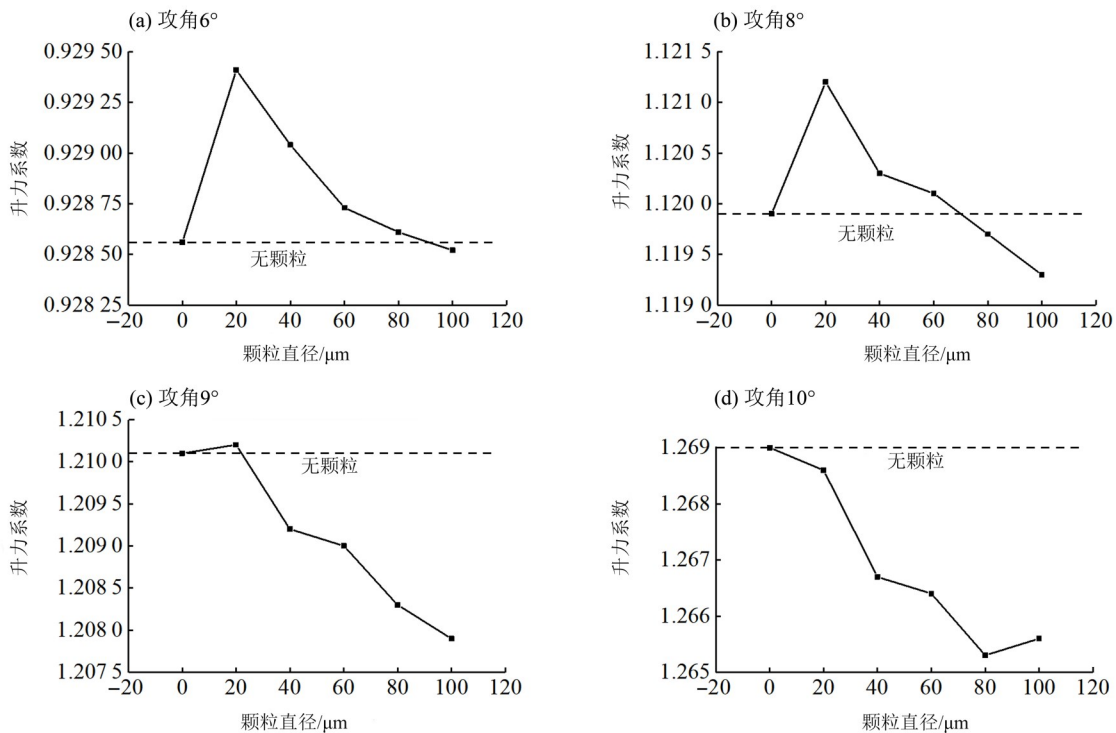 (a) 攻角6°
0.929 50
0.929 25
0.929 00
0.928 75
0.928 50
0.928 25
升力系数
无颗粒
−20 0 20 40 60 80 100 120
颗粒直径/μm
(b) 攻角8°
1.121 5
1.121 0
1.120 5
1.120 0
1.119 5
1.119 0
升力系数
无颗粒
−20 0 20 40 60 80 100 120
颗粒直径/μm
(c) 攻角9°
1.210 5
1.210 0
1.209 5
1.209 0
1.208 5
1.208 0
1.207 5
升力系数
无颗粒
−20 0 20 40 60 80 100 120
颗粒直径/μm
(d) 攻角10°
1.269
1.268
1.267
1.266
1.265
升力系数
无颗粒
−20 0 20 40 60 80 100 120
颗粒直径/μm